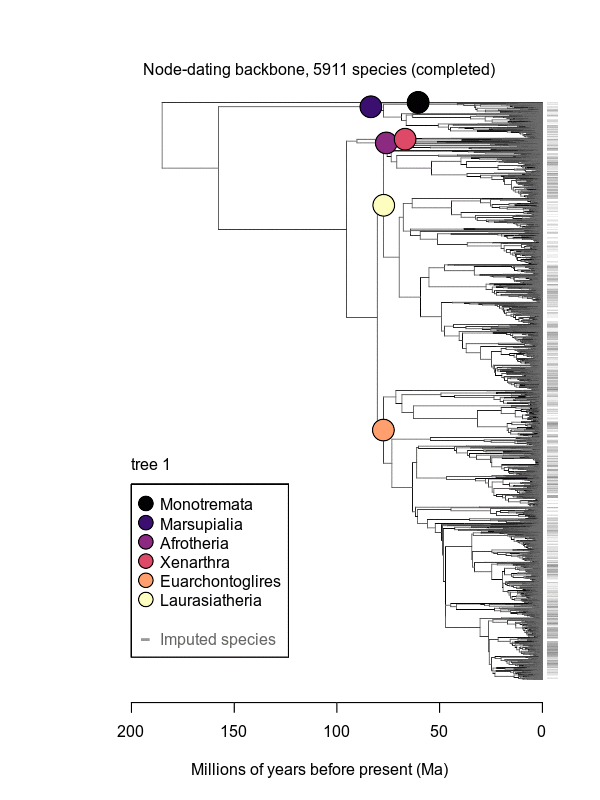 Node-dating backbone, 5911 species (completed)
tree 1
Monotremata
Marsupialia
Afrotheria
Xenarthra
Euarchontoglires
Laurasiatheria
Imputed species
200 150 100 50 0
Millions of years before present (Ma)